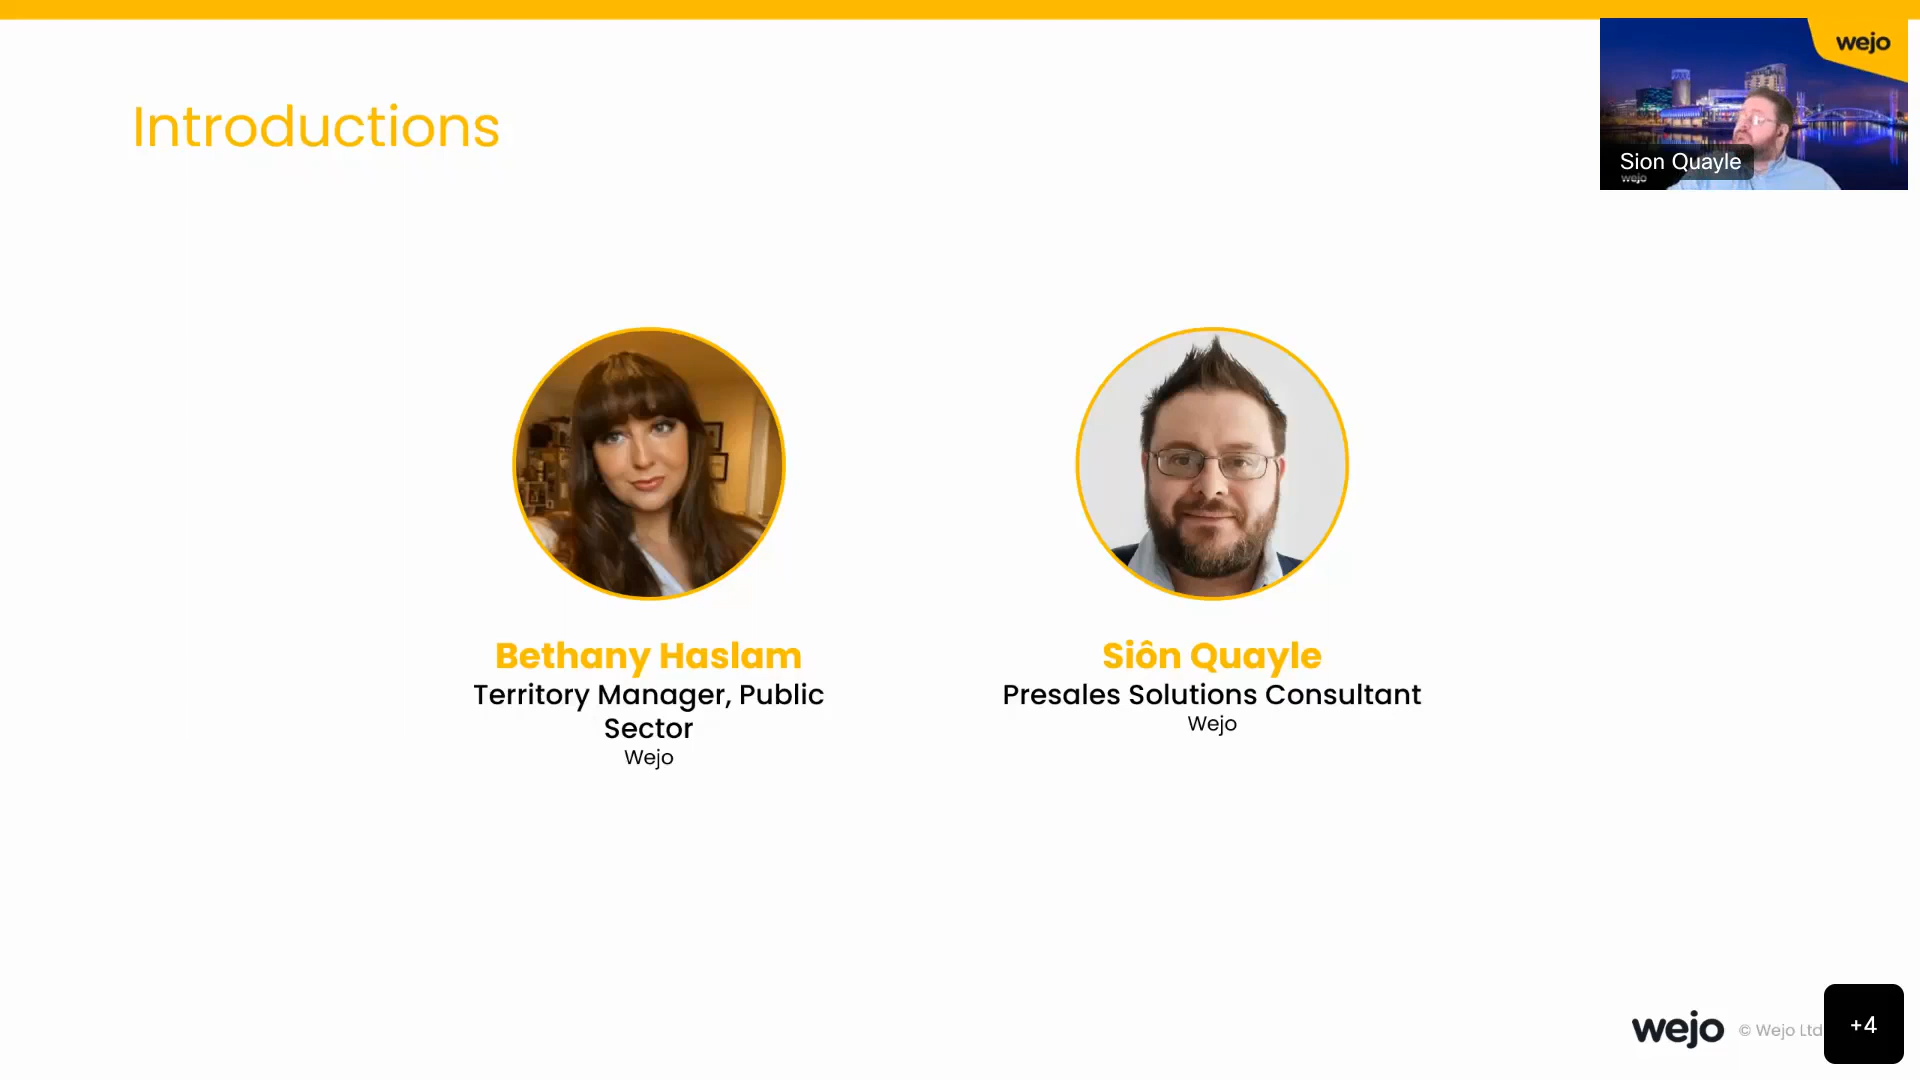 wejo
Introductions
Sion Quayle
wejo
Bethany Haslam
Territory Manager, Public
Sector
Wejo
Siôn Quayle
Presales Solutions Consultant
Wejo
wejo © Wejo Ltd
+4